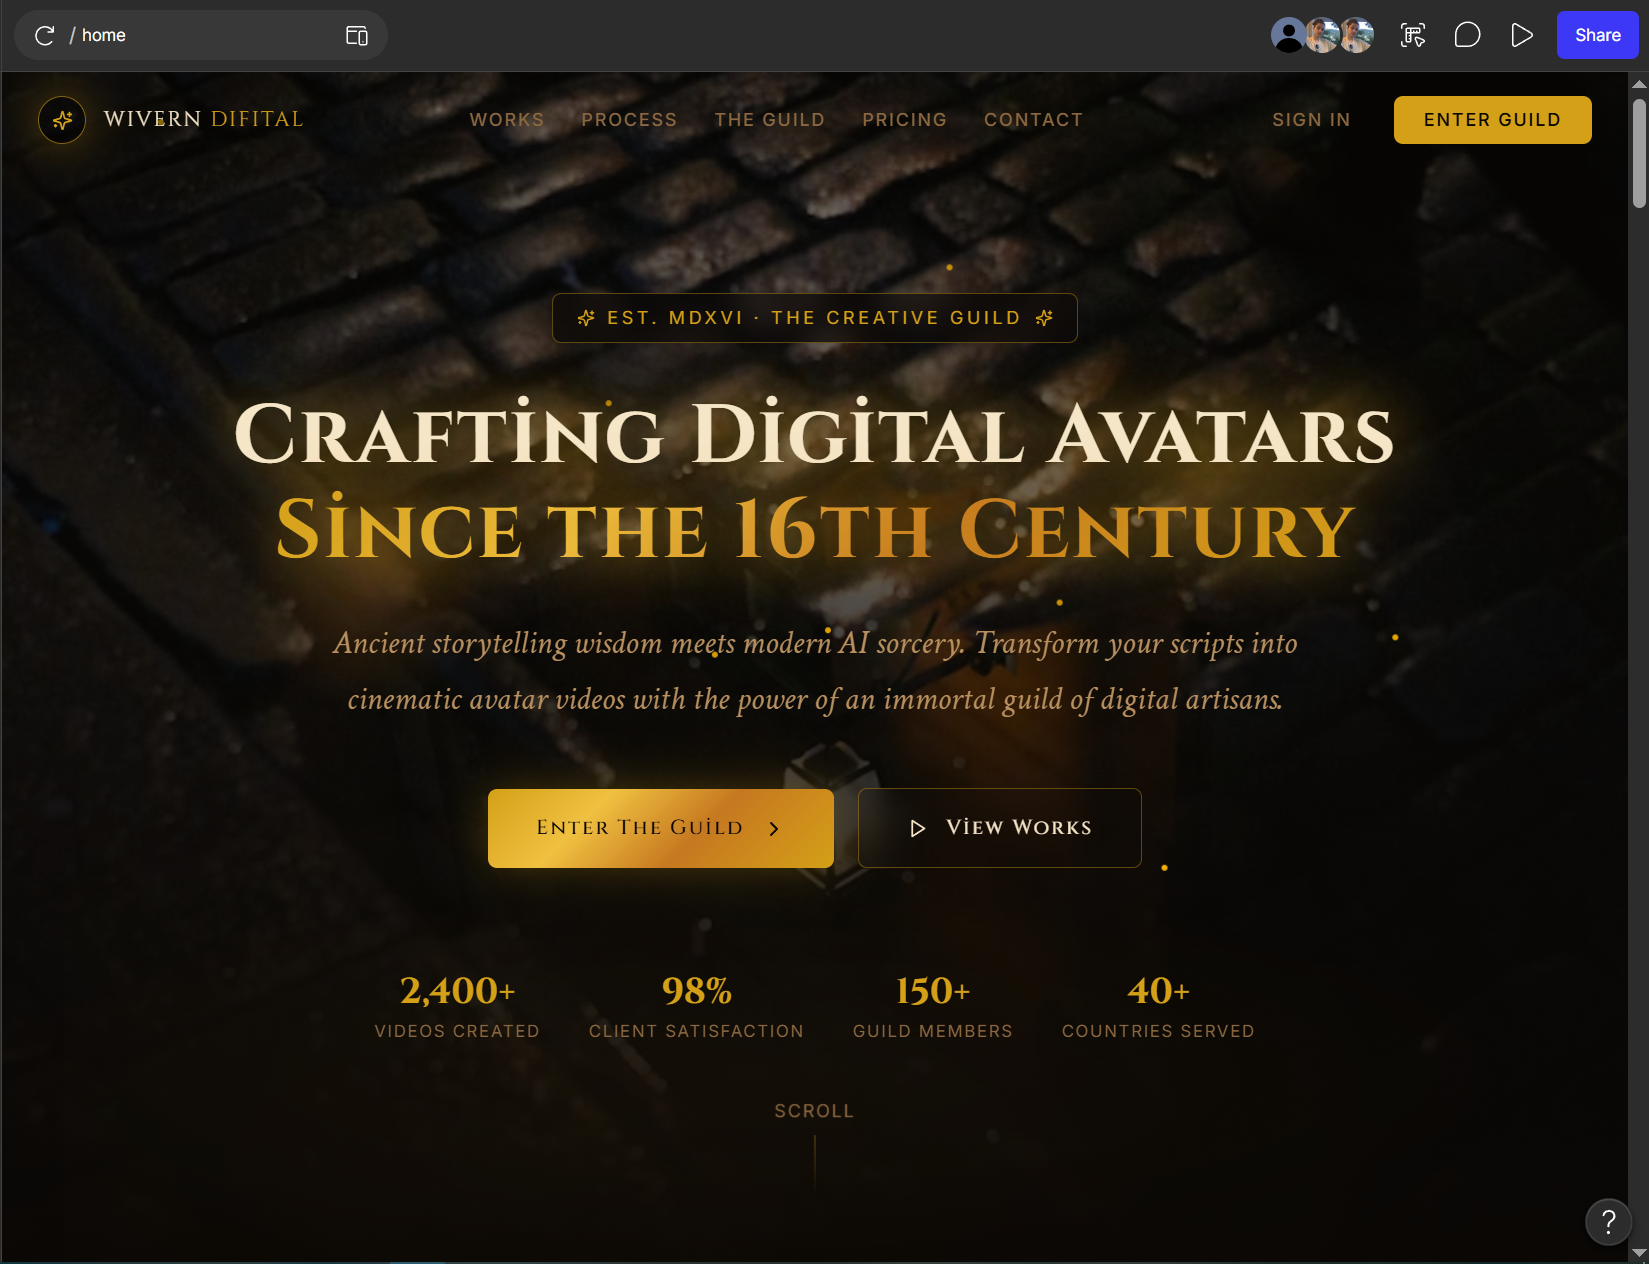 / home
Share
WIVERN DIFITAL
WORKS PROCESS THE GUILD PRICING CONTACT
SIGN IN
ENTER GUILD
EST. MDXVI · THE CREATIVE GUILD
Crafting Digital Avatars
Since the 16th Century
Ancient storytelling wisdom meets modern AI sorcery. Transform your scripts into
cinematic avatar videos with the power of an immortal guild of digital artisans.
Enter The Guild
View Works
2,400+
VIDEOS CREATED
98%
CLIENT SATISFACTION
150+
GUILD MEMBERS
40+
COUNTRIES SERVED
SCROLL
?